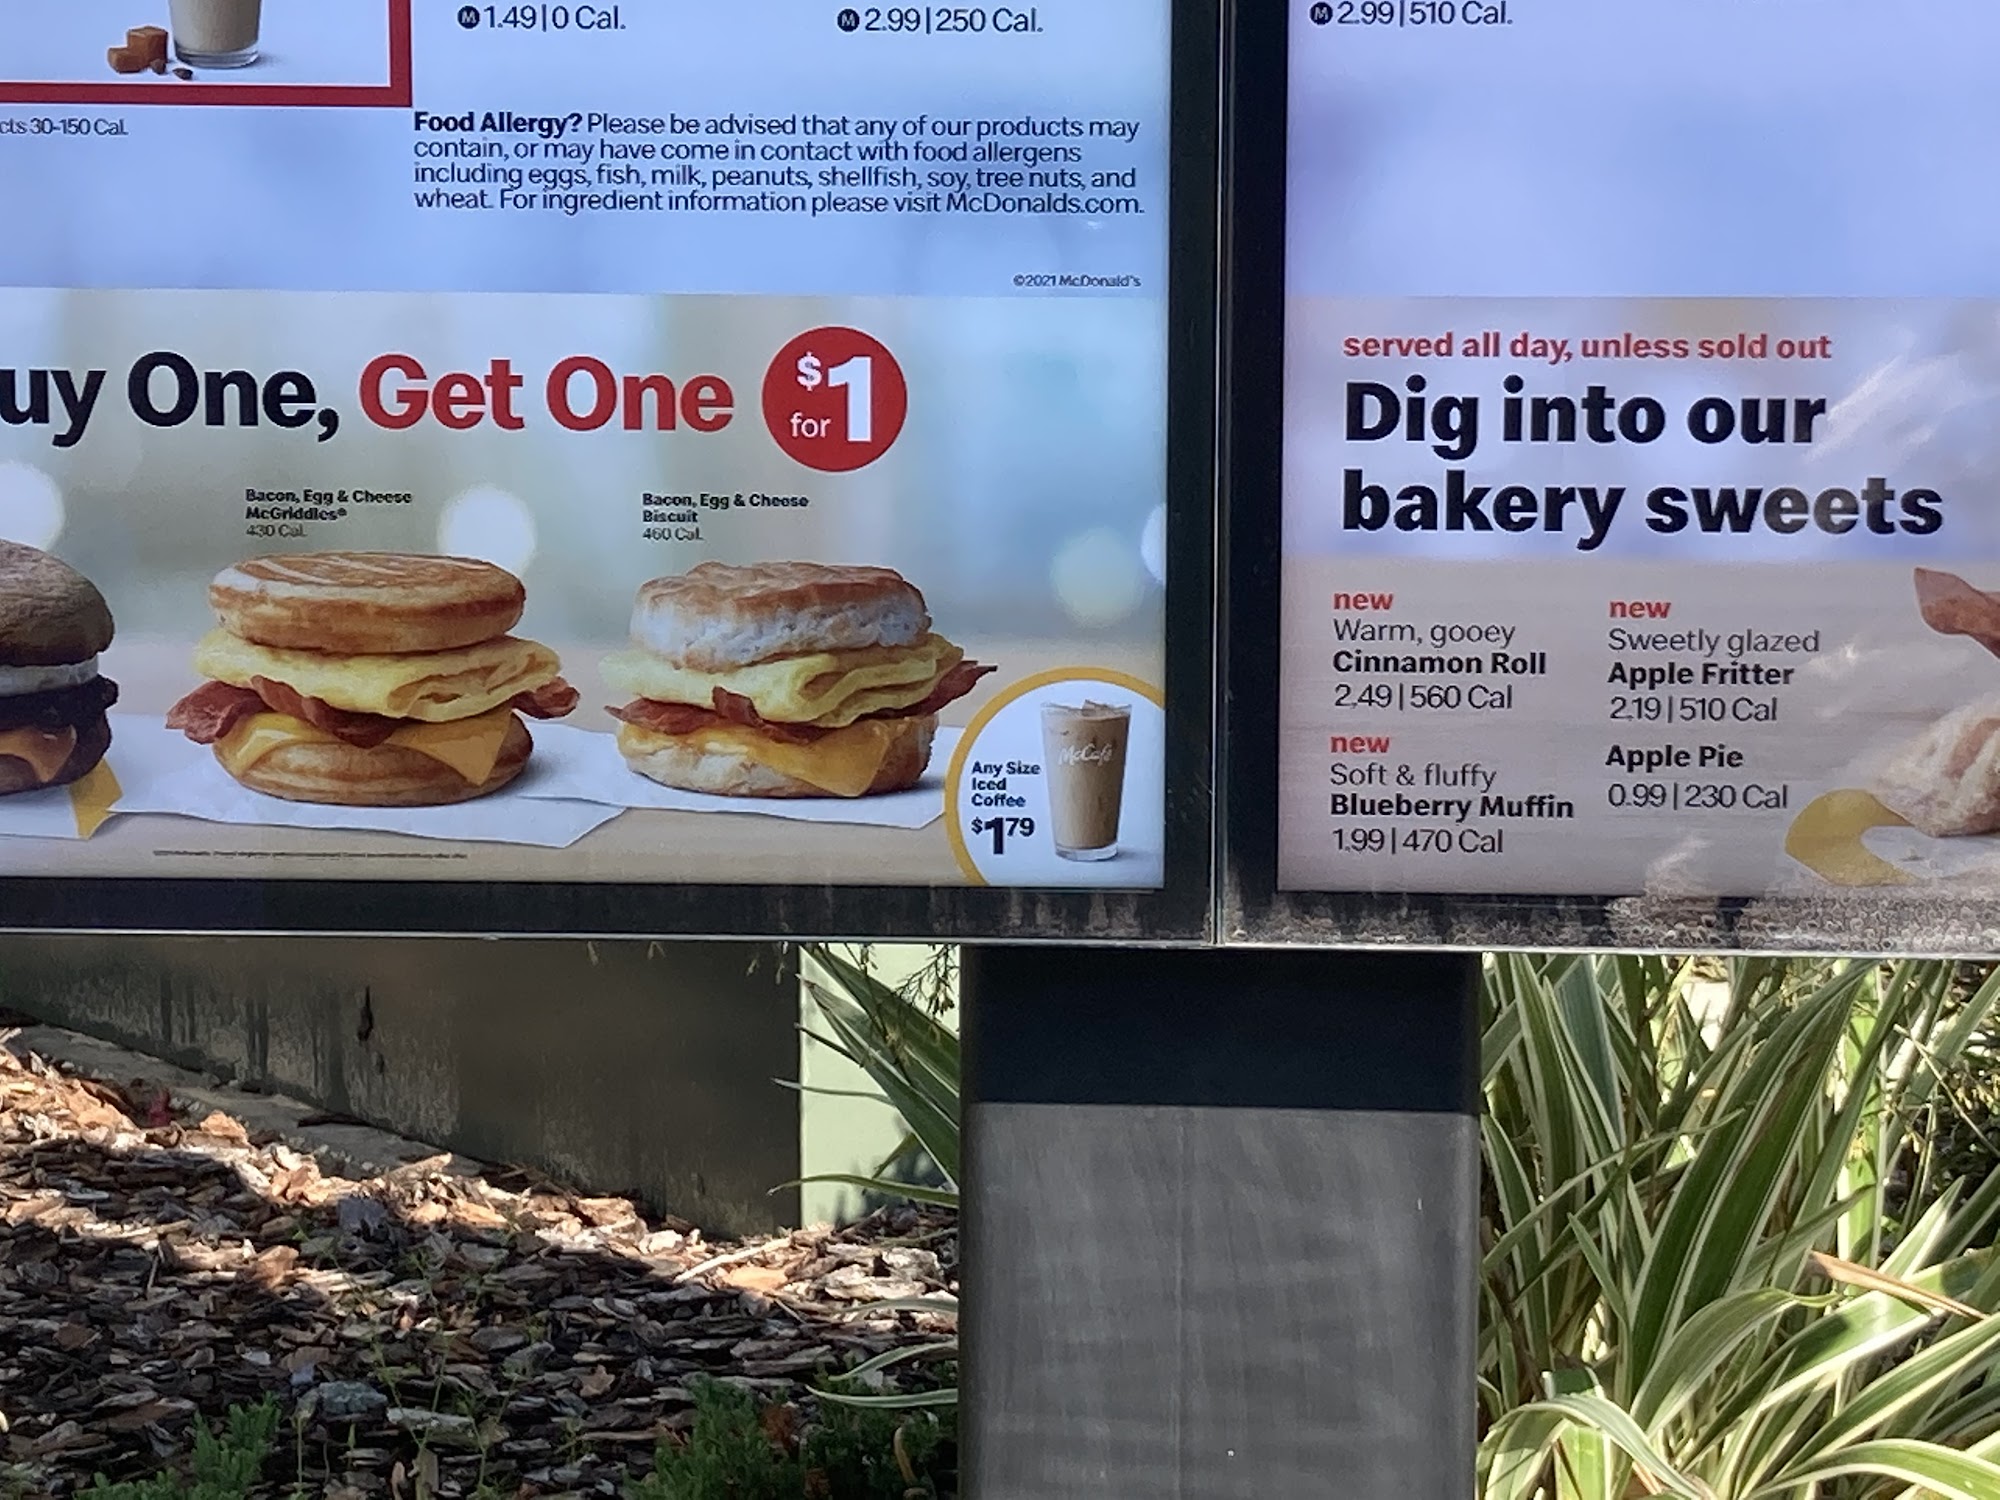 M 1.49|0 Cal.
M 2.99|250 Cal.
cts 30-150 Cal.
Food Allergy? Please be advised that any of our products may
contain, or may have come in contact with food allergens
including eggs, fish, milk, peanuts, shellfish, soy, tree nuts, and
wheat. For ingredient information please visit McDonalds.com.
©2021 McDonald's
uy One, Get One for $1
Bacon, Egg & Cheese
McGriddles®
430 Cal.
Bacon, Egg & Cheese
Biscuit
460 Cal.
Any Size
Iced
Coffee
$1.79
McCafé
M 2.99|510 Cal.
served all day, unless sold out
Dig into our
bakery sweets
new
Warm, gooey
Cinnamon Roll
2.49|560 Cal
new
Soft & fluffy
Blueberry Muffin
1.99|470 Cal
new
Sweetly glazed
Apple Fritter
2.19|510 Cal
Apple Pie
0.99|230 Cal